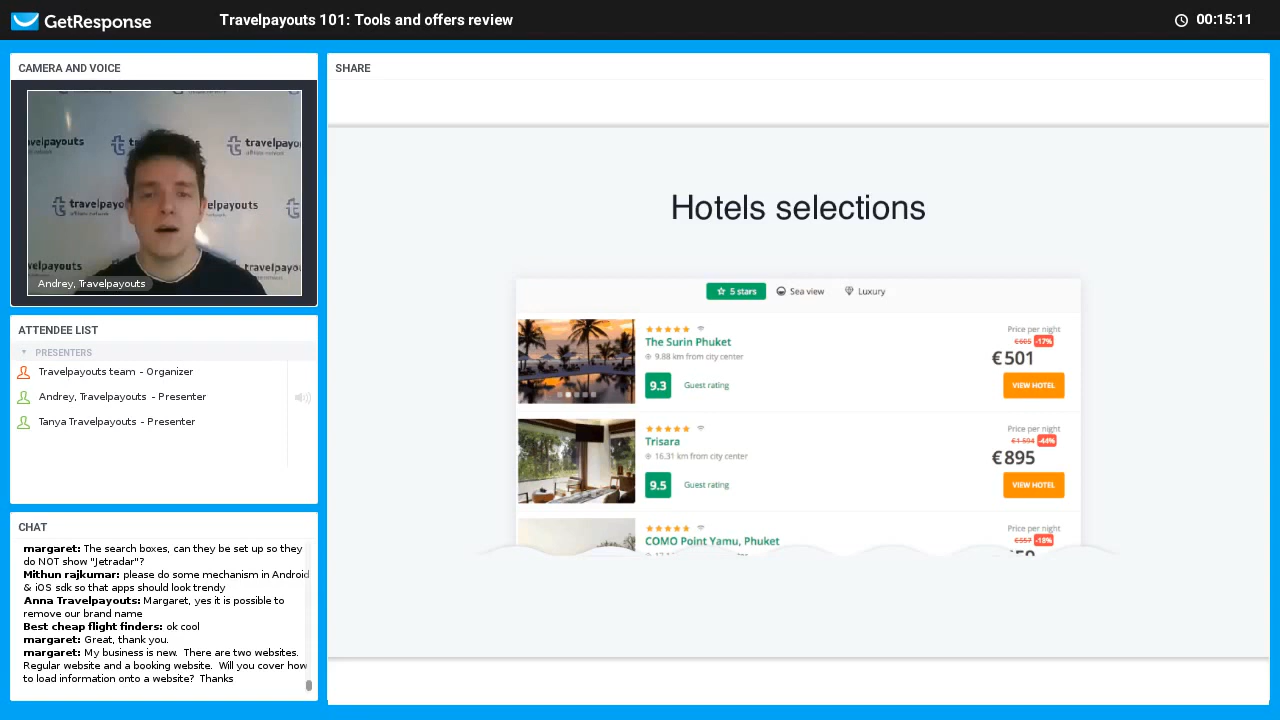 GetResponse
Travelpayouts 101: Tools and offers review
00:15:11
CAMERA AND VOICE
travelpayouts
Andrey, Travelpayouts
ATTENDEE LIST
PRESENTERS
Travelpayouts team - Organizer
Andrey, Travelpayouts - Presenter
Tanya Travelpayouts - Presenter
CHAT
margaret: The search boxes, can they be set up so they
do NOT show "Jetradar"?
Mithun rajkumar: please do some mechanism in Android
& iOS sdk so that apps should look trendy
Anna Travelpayouts: Margaret, yes it is possible to
remove our brand name
Best cheap flight finders: ok cool
margaret: Great, thank you.
margaret: My business is new. There are two websites.
Regular website and a booking website. Will you cover how
to load information onto a website? Thanks
SHARE
Hotels selections
5 stars
Sea view
Luxury
The Surin Phuket
9.88 km from city center
9.3 Guest rating
Price per night
€605 -17%
€501
VIEW HOTEL
Trisara
16.31 km from city center
9.5 Guest rating
Price per night
€1 594 -44%
€895
VIEW HOTEL
COMO Point Yamu, Phuket
Price per night
€557 -18%